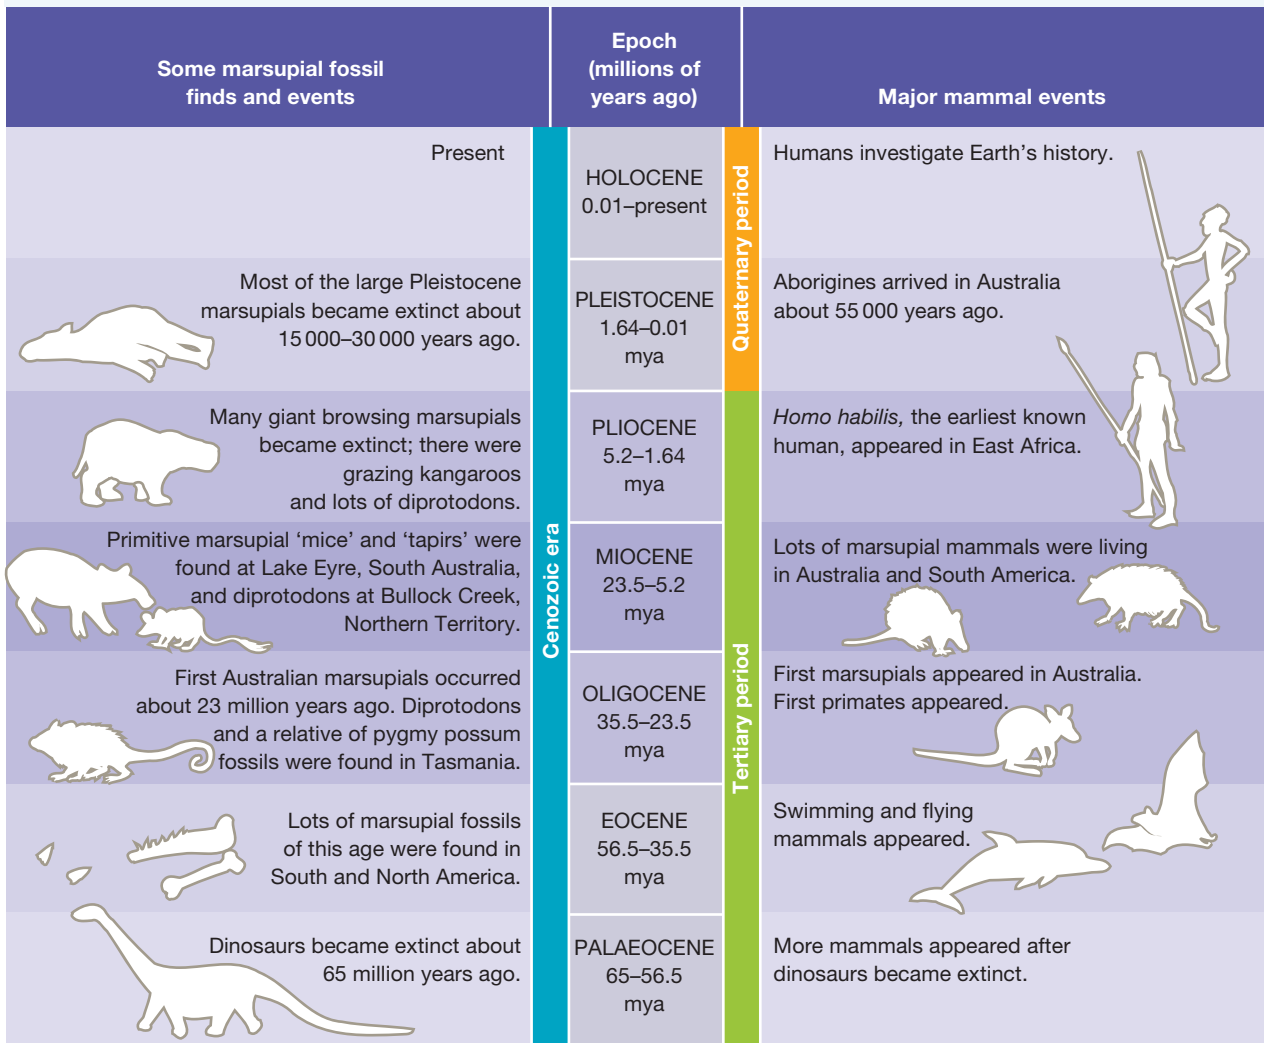 Some marsupial fossil
finds and events
Epoch
(millions of
years ago)
Major mammal events
Present
HOLOCENE
0.01–present
Humans investigate Earth's history.
Most of the large Pleistocene
marsupials became extinct about
15 000–30 000 years ago.
PLEISTOCENE
1.64–0.01
mya
Aborigines arrived in Australia
about 55 000 years ago.
Quaternary period
Many giant browsing marsupials
became extinct; there were
grazing kangaroos
and lots of diprotodons.
PLIOCENE
5.2–1.64
mya
Homo habilis, the earliest known
human, appeared in East Africa.
Primitive marsupial ‘mice’ and ‘tapirs’ were
found at Lake Eyre, South Australia,
and diprotodons at Bullock Creek,
Northern Territory.
Cenozoic era
MIOCENE
23.5–5.2
mya
Lots of marsupial mammals were living
in Australia and South America.
First Australian marsupials occurred
about 23 million years ago. Diprotodons
and a relative of pygmy possum
fossils were found in Tasmania.
OLIGOCENE
35.5–23.5
mya
Tertiary period
First marsupials appeared in Australia.
First primates appeared.
Lots of marsupial fossils
of this age were found in
South and North America.
EOCENE
56.5–35.5
mya
Swimming and flying
mammals appeared.
Dinosaurs became extinct about
65 million years ago.
PALAEOCENE
65–56.5
mya
More mammals appeared after
dinosaurs became extinct.